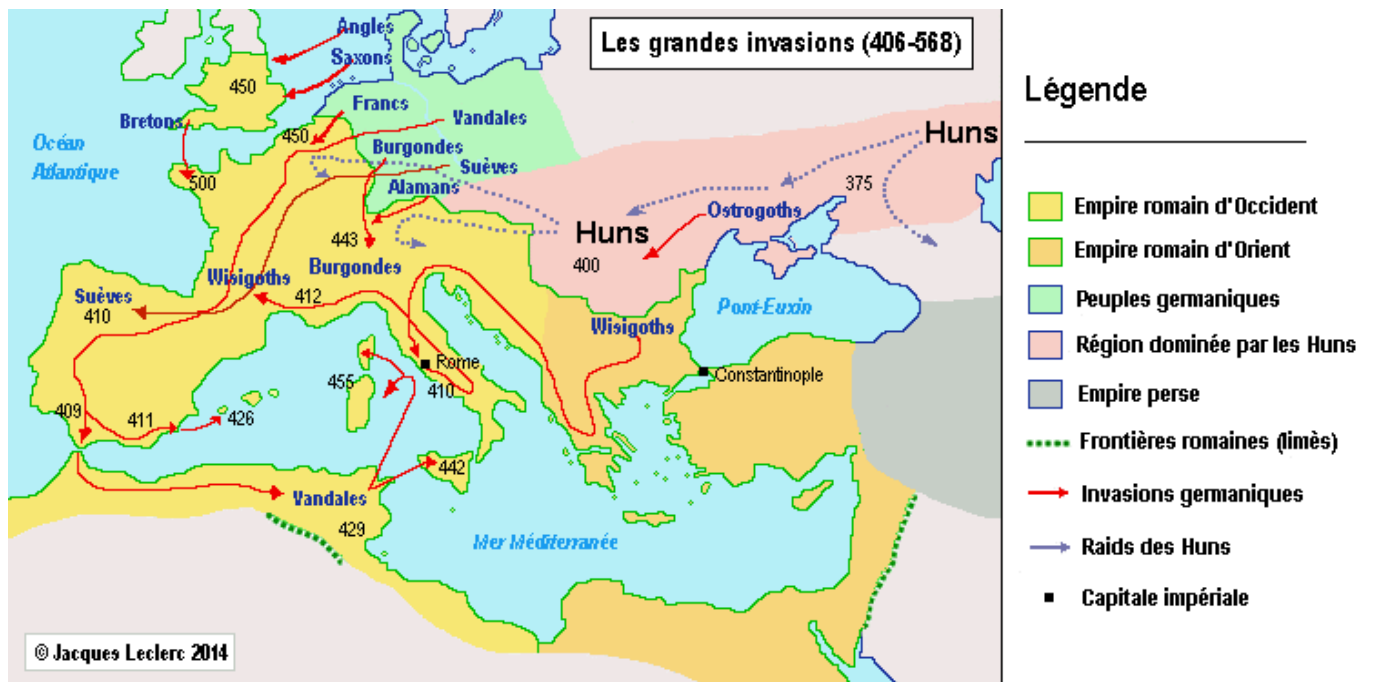 Les grandes invasions (406-568)
Angles
Saxons
450
Bretons
Océan
Atlantique
Francs
450
Vandales
Burgondes
Suèves
Alamans
500
Huns
375
Ostrogoths
Huns
400
443
Burgondes
Wisigoths
412
Suèves
410
Pont-Euxin
Wisigoths
Rome
410
Constantinople
455
409
411
426
442
Vandales
429
Mer Méditerranée
© Jacques Leclerc 2014
Légende
Empire romain d'Occident
Empire romain d'Orient
Peuples germaniques
Région dominée par les Huns
Empire perse
Frontières romaines (limès)
Invasions germaniques
Raids des Huns
Capitale impériale